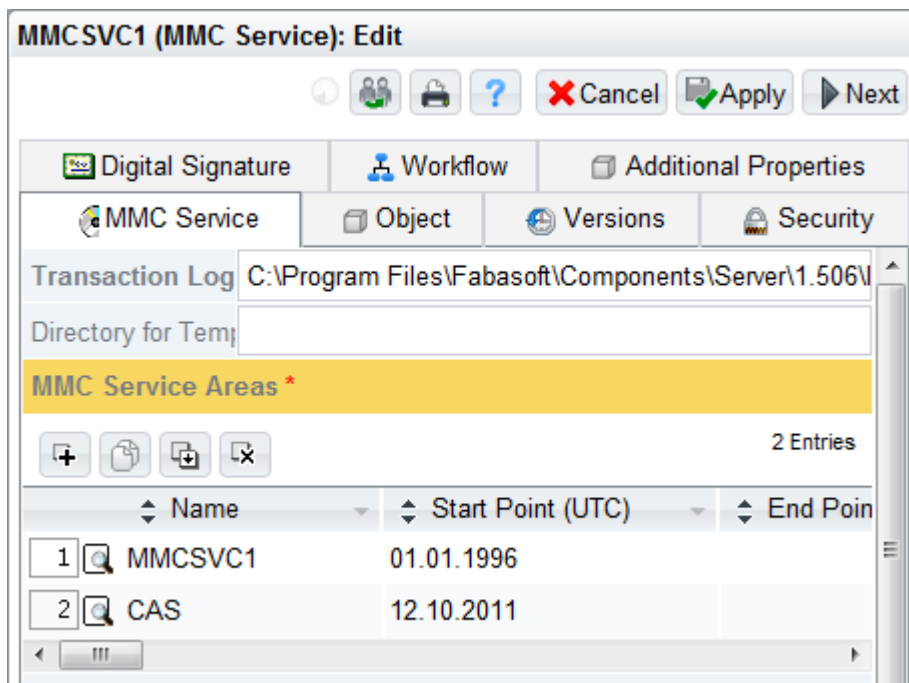 MMCSVC1 (MMC Service): Edit
? Cancel Apply Next
Digital Signature Workflow Additional Properties
MMC Service Object Versions Security
Transaction Log C:\Program Files\Fabasoft\Components\Server\1.506\
Directory for Temp
MMC Service Areas *
2 Entries
Name Start Point (UTC) End Poin
1 MMCSVC1 01.01.1996
2 CAS 12.10.2011